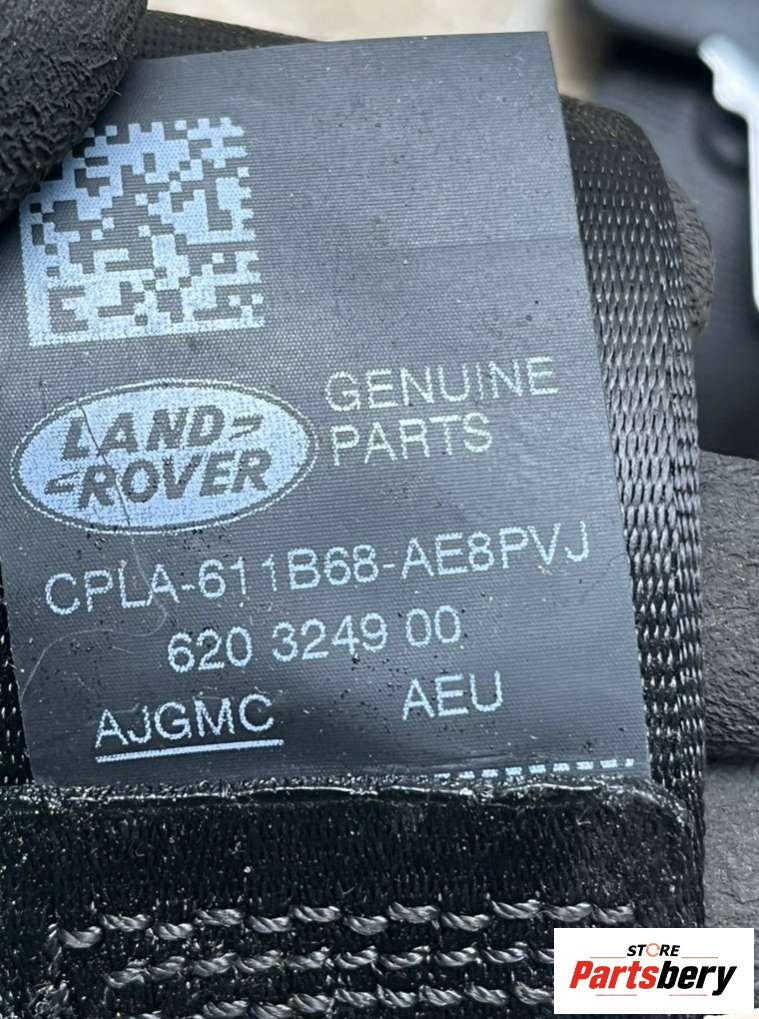 LAND
ROVER
GENUINE
PARTS
CPLA-611B68-AE8PVJ
620 3249 00
AJGMC AEU
STORE
Partsbery